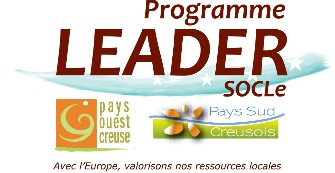 Programme
LEADER
SOCLe
pays
ouest
creuse
Pays Sud
Creusois
Avec l'Europe, valorisons nos ressources locales